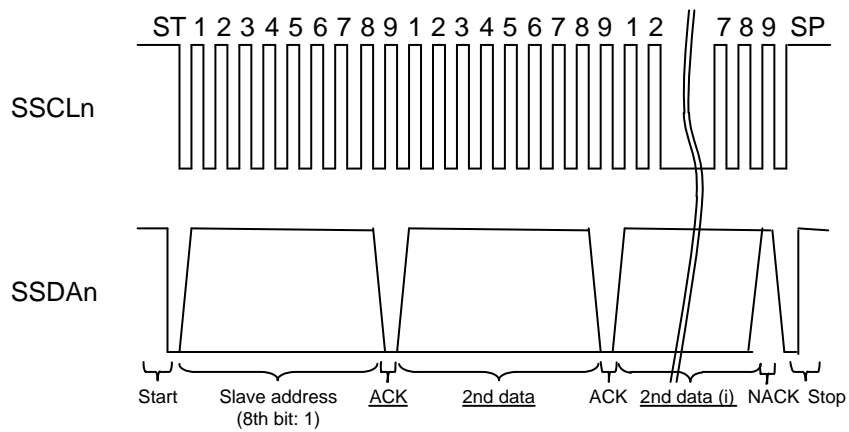 ST 1 2 3 4 5 6 7 8 9 1 2 3 4 5 6 7 8 9 1 2 7 8 9 SP
SSCLn
SSDAn
Start Slave address ACK 2nd data ACK 2nd data (i) NACK Stop
(8th bit: 1)